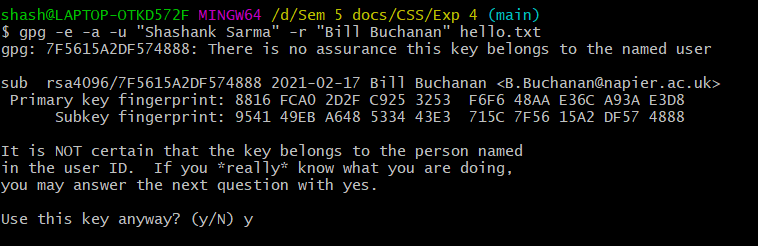 shash@LAPTOP-OTKD572F MINGW64 /d/Sem 5 docs/CSS/Exp 4 (main)
$ gpg -e -a -u "Shashank Sarma" -r "Bill Buchanan" hello.txt
gpg: 7F5615A2DF574888: There is no assurance this key belongs to the named user
sub  rsa4096/7F5615A2DF574888 2021-02-17 Bill Buchanan <B.Buchanan@napier.ac.uk>
 Primary key fingerprint: 8816 FCA0 2D2F C925 3253  F6F6 48AA E36C A93A E3D8
      Subkey fingerprint: 9541 49EB A648 5334 43E3  715C 7F56 15A2 DF57 4888
It is NOT certain that the key belongs to the person named
in the user ID.  If you *really* know what you are doing,
you may answer the next question with yes.
Use this key anyway? (y/N) y